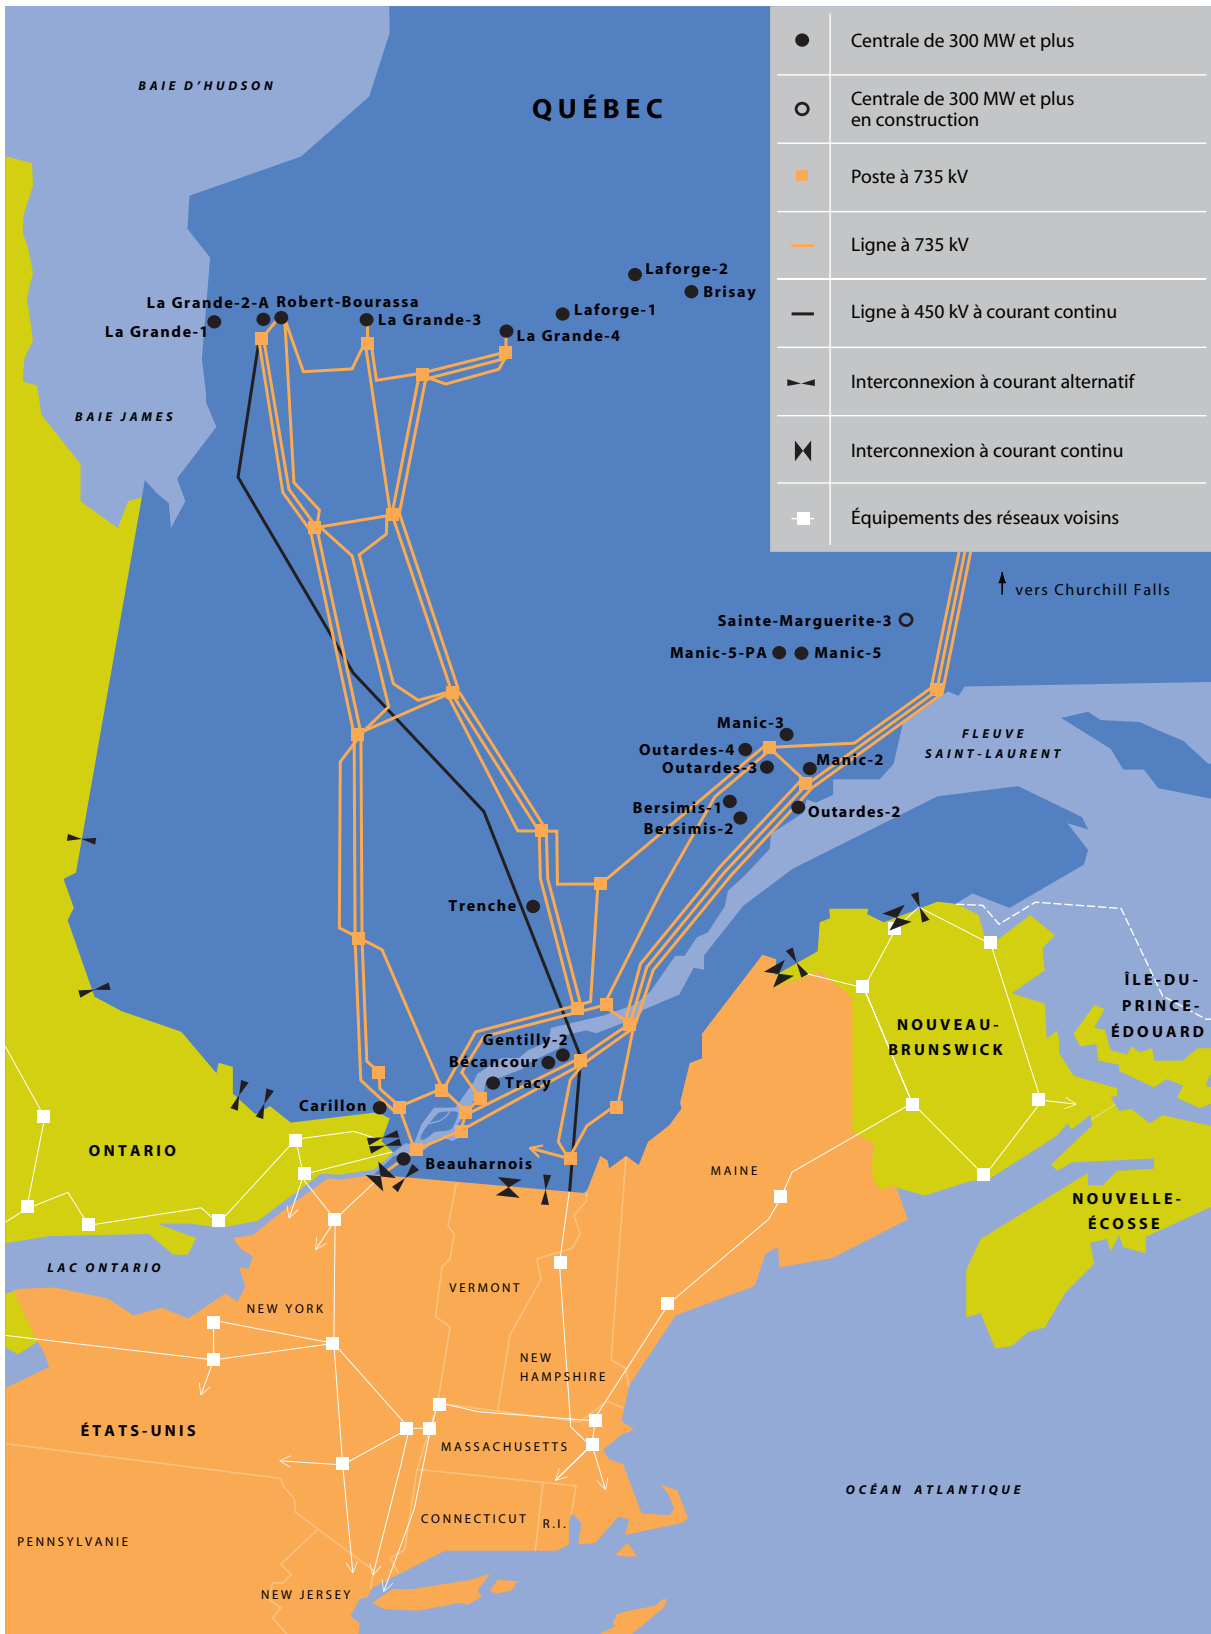 BAIE D'HUDSON
QUÉBEC
Centrale de 300 MW et plus
Centrale de 300 MW et plus
en construction
Poste à 735 kV
Ligne à 735 kV
Ligne à 450 kV à courant continu
Interconnexion à courant alternatif
Interconnexion à courant continu
Équipements des réseaux voisins
vers Churchill Falls
Laforge-2
Brisay
La Grande-2-A
Robert-Bourassa
Laforge-1
La Grande-3
La Grande-1
La Grande-4
BAIE JAMES
Sainte-Marguerite-3
Manic-5-PA
Manic-5
Manic-3
FLEUVE
SAINT-LAURENT
Outardes-4
Manic-2
Outardes-3
Bersimis-1
Outardes-2
Bersimis-2
Trenche
ÎLE-DU-
PRINCE-
ÉDOUARD
NOUVEAU-
BRUNSWICK
Gentilly-2
Bécancour
Tracy
Carillon
ONTARIO
Beauharnois
MAINE
NOUVELLE-
ÉCOSSE
LAC ONTARIO
VERMONT
NEW YORK
NEW
HAMPSHIRE
ÉTATS-UNIS
MASSACHUSETTS
OCÉAN ATLANTIQUE
CONNECTICUT
R.I.
PENNSYLVANIE
NEW JERSEY